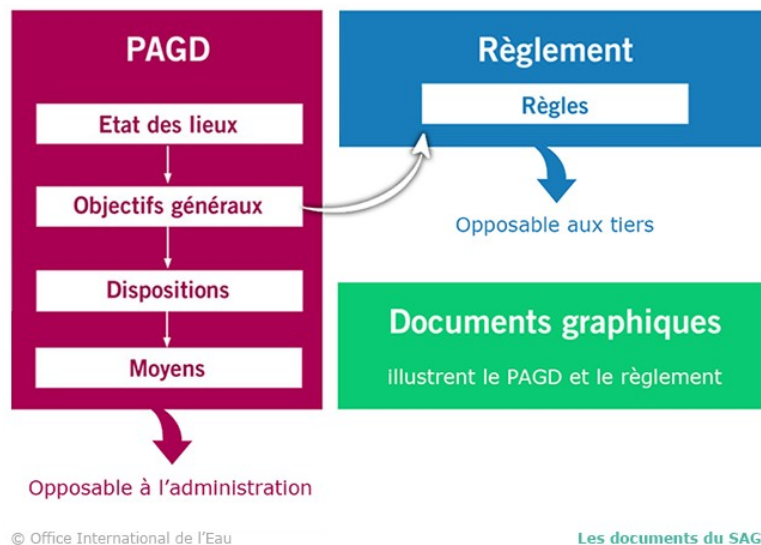 PAGD
Etat des lieux
Objectifs généraux
Dispositions
Moyens
Opposable à l'administration
Règlement
Règles
Opposable aux tiers
Documents graphiques
illustrent le PAGD et le règlement
© Office International de l'Eau
Les documents du SAG